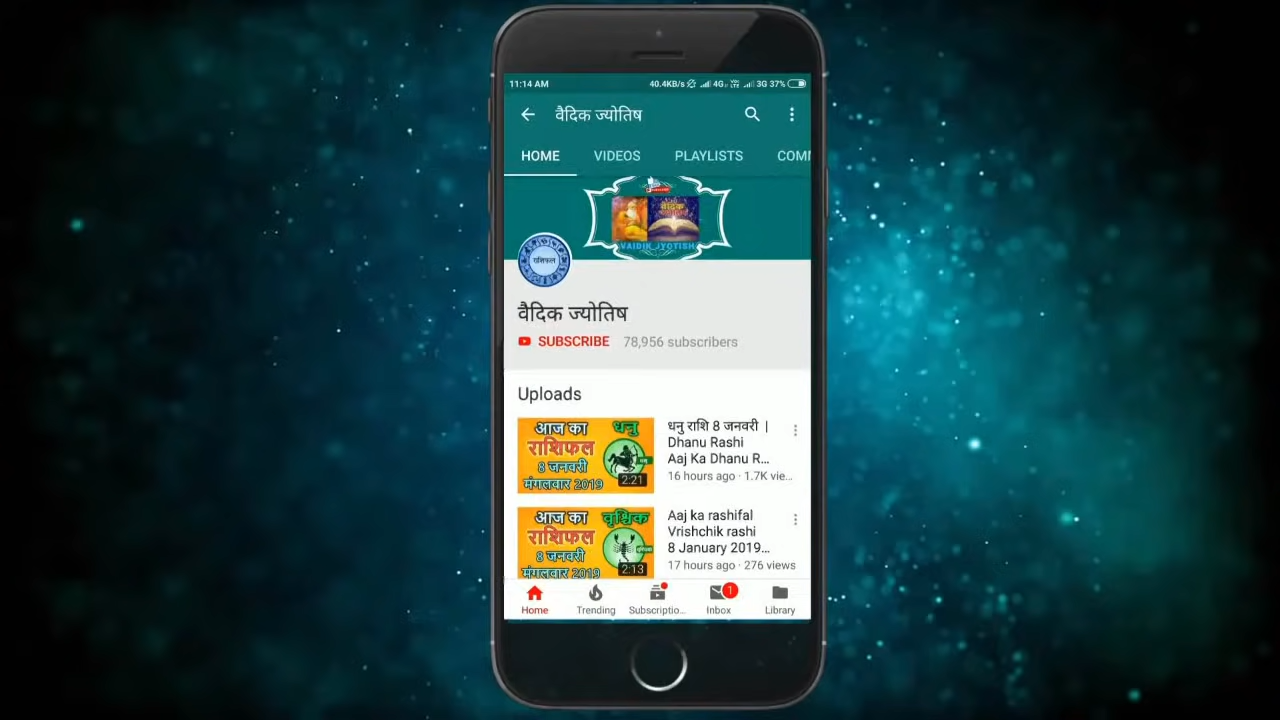 11:14 AM
40.4KB/s 4G 3G 37%
वैदिक ज्योतिष
HOME VIDEOS PLAYLISTS COMM
वैदिक
VAIDIK JYOTISH
राशिफल
वैदिक ज्योतिष
SUBSCRIBE 78,956 subscribers
Uploads
आज का धनु
राशिफल
8 जनवरी
मंगलवार 2019
2:21
धनु राशि 8 जनवरी |
Dhanu Rashi
Aaj Ka Dhanu R...
16 hours ago · 1.7K vie...
आज का वृश्चिक
राशिफल
8 जनवरी
मंगलवार 2019
2:13
Aaj ka rashifal
Vrishchik rashi
8 January 2019...
17 hours ago · 276 views
Home Trending Subscriptio... Inbox 1 Library